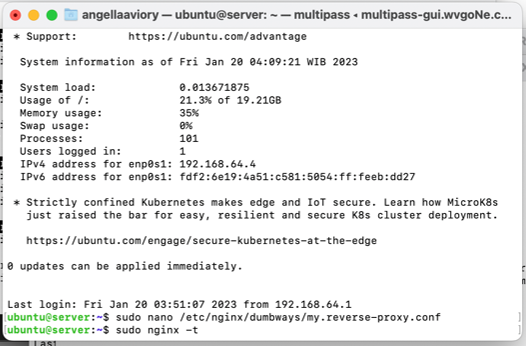 angellaaviory — ubuntu@server: ~ — multipass ◂ multipass-gui.wvgoNe.c...
* Support: https://ubuntu.com/advantage
System information as of Fri Jan 20 04:09:21 WIB 2023
System load: 0.013671875
Usage of /: 21.3% of 19.21GB
Memory usage: 35%
Swap usage: 0%
Processes: 101
Users logged in: 1
IPv4 address for enp0s1: 192.168.64.4
IPv6 address for enp0s1: fdf2:6e19:4a51:c581:5054:ff:feeb:dd27
* Strictly confined Kubernetes makes edge and IoT secure. Learn how MicroK8s
just raised the bar for easy, resilient and secure K8s cluster deployment.
https://ubuntu.com/engage/secure-kubernetes-at-the-edge
0 updates can be applied immediately.
Last login: Fri Jan 20 03:51:07 2023 from 192.168.64.1
[ubuntu@server:~$ sudo nano /etc/nginx/dumbways/my.reverse-proxy.conf ]
[ubuntu@server:~$ sudo nginx -t ]